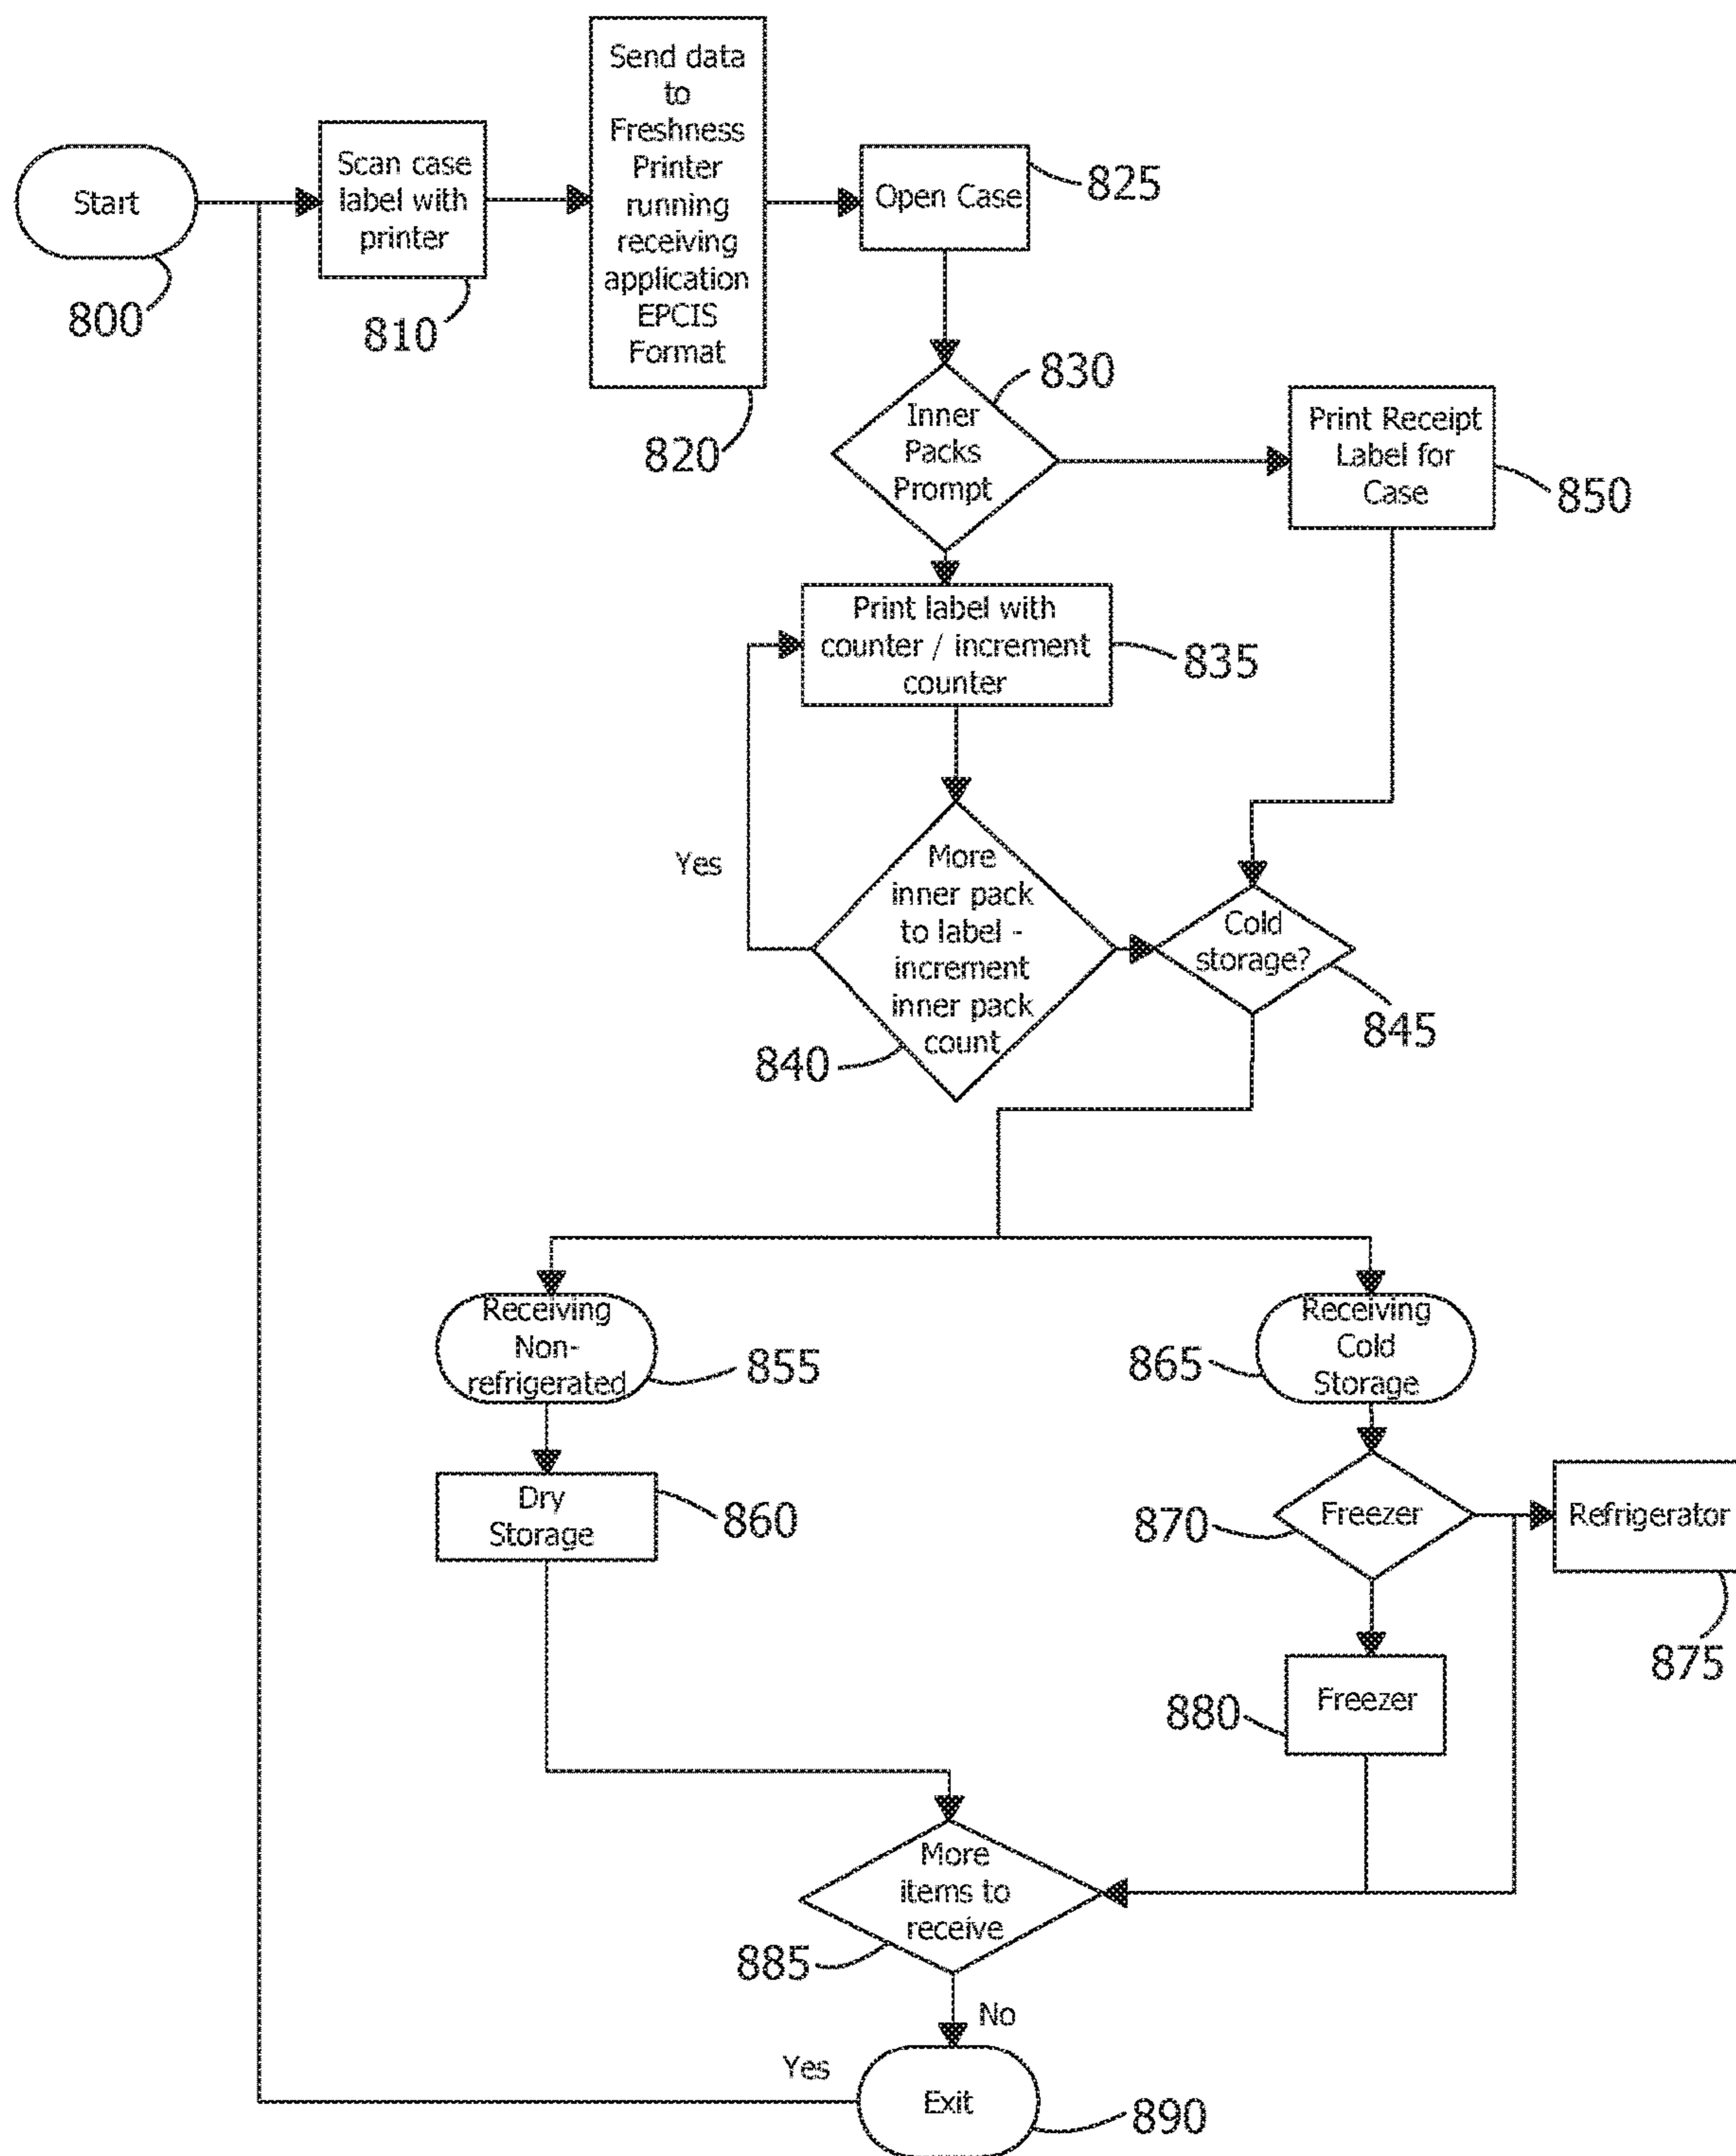 Start
800
Scan case
label with
printer
810
Send data
to
Freshness
Printer
running
receiving
application
EPCIS
Format
820
Open Case
825
Inner
Packs
Prompt
830
Print Receipt
Label for
Case
850
Print label with
counter / increment
counter
835
Yes
More
inner pack
to label -
increment
inner pack
count
840
Cold
storage?
845
Receiving
Non-
refrigerated
855
Receiving
Cold
Storage
865
Dry
Storage
860
Freezer
870
Refrigerator
875
Freezer
880
More
items to
receive
885
No
Yes
Exit
890